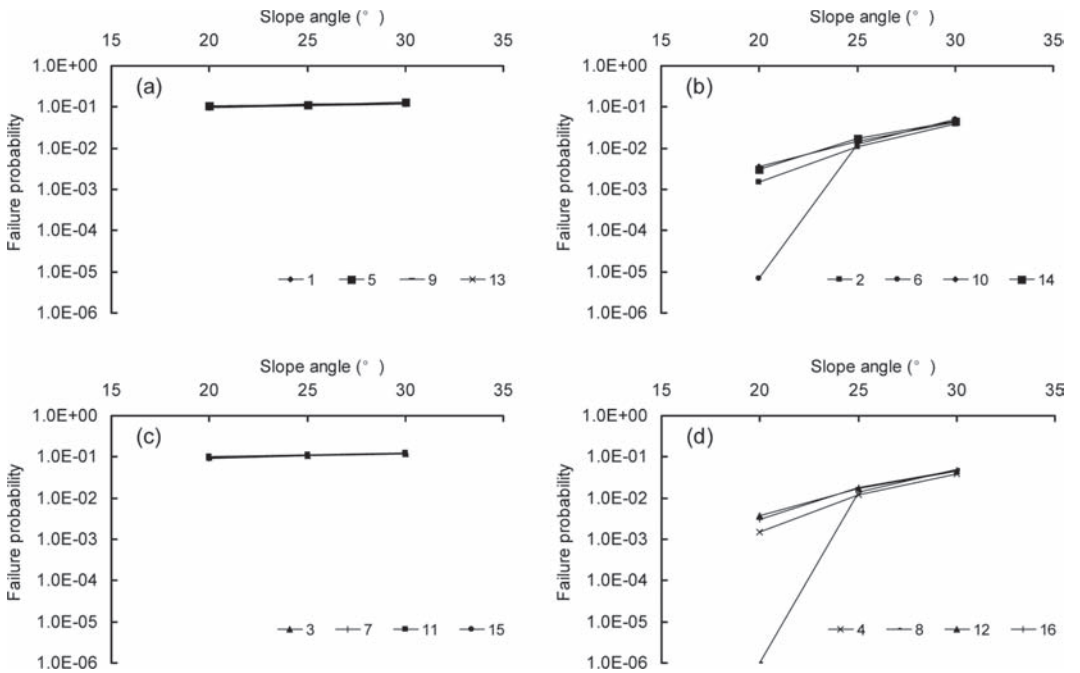 Slope angle (° )
15 20 25 30 35
1.0E+00
1.0E-01
1.0E-02
1.0E-03
1.0E-04
1.0E-05
1.0E-06
Failure probability
(a)
1 5 9 13
Slope angle (° )
15 20 25 30 35
1.0E+00
1.0E-01
1.0E-02
1.0E-03
1.0E-04
1.0E-05
1.0E-06
Failure probability
(b)
2 6 10 14
Slope angle (° )
15 20 25 30 35
1.0E+00
1.0E-01
1.0E-02
1.0E-03
1.0E-04
1.0E-05
1.0E-06
Failure probability
(c)
3 7 11 15
Slope angle (° )
15 20 25 30 35
1.0E+00
1.0E-01
1.0E-02
1.0E-03
1.0E-04
1.0E-05
1.0E-06
Failure probability
(d)
4 8 12 16